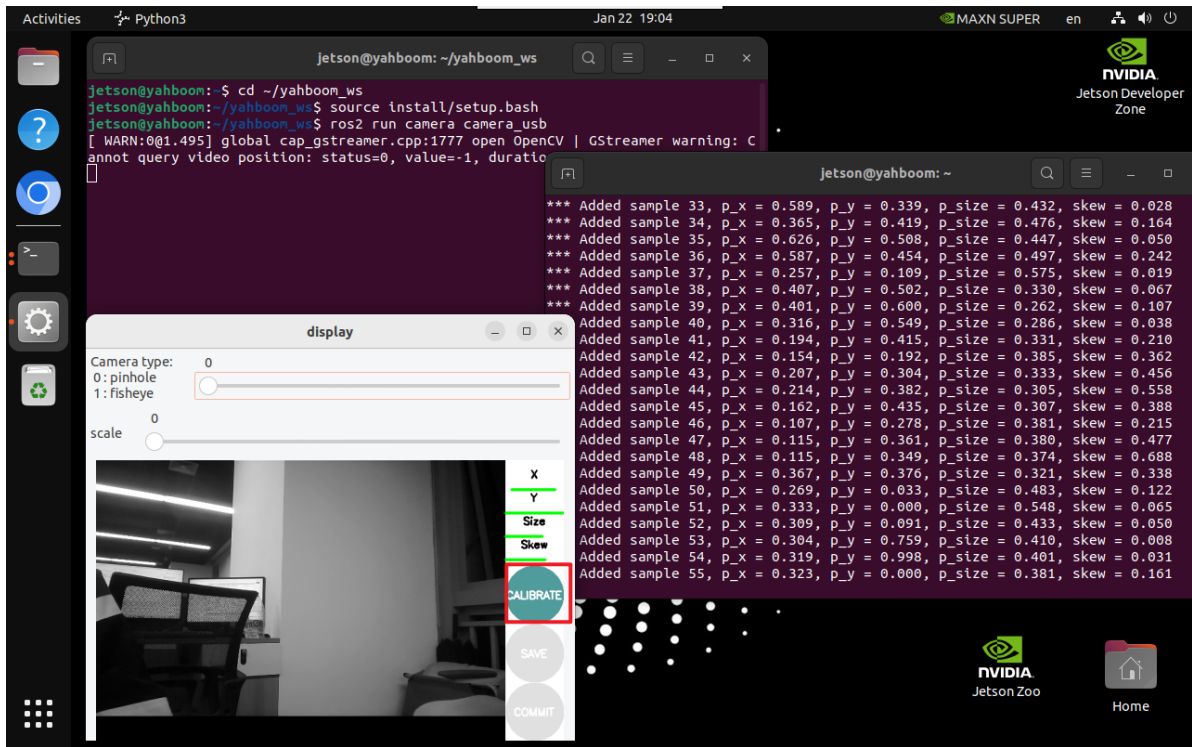 Activities
Python3
Jan 22 19:04
MAXN SUPER
en
jetson@yahboom: ~/yahboom_ws
jetson@yahboom:~$ cd ~/yahboom_ws
jetson@yahboom:~/yahboom_ws$ source install/setup.bash
jetson@yahboom:~/yahboom_ws$ ros2 run camera camera_usb
[ WARN:0@1.495] global cap_gstreamer.cpp:1777 open OpenCV | GStreamer warning: C
annot query video position: status=0, value=-1, duratio
NVIDIA.
Jetson Developer
Zone
jetson@yahboom: ~
*** Added sample 33, p_x = 0.589, p_y = 0.339, p_size = 0.432, skew = 0.028
*** Added sample 34, p_x = 0.365, p_y = 0.419, p_size = 0.476, skew = 0.164
*** Added sample 35, p_x = 0.626, p_y = 0.508, p_size = 0.447, skew = 0.050
*** Added sample 36, p_x = 0.587, p_y = 0.454, p_size = 0.497, skew = 0.242
*** Added sample 37, p_x = 0.257, p_y = 0.109, p_size = 0.575, skew = 0.019
*** Added sample 38, p_x = 0.407, p_y = 0.502, p_size = 0.330, skew = 0.067
*** Added sample 39, p_x = 0.401, p_y = 0.600, p_size = 0.262, skew = 0.107
Added sample 40, p_x = 0.316, p_y = 0.549, p_size = 0.286, skew = 0.038
Added sample 41, p_x = 0.194, p_y = 0.415, p_size = 0.331, skew = 0.210
Added sample 42, p_x = 0.154, p_y = 0.192, p_size = 0.385, skew = 0.362
Added sample 43, p_x = 0.207, p_y = 0.304, p_size = 0.333, skew = 0.456
Added sample 44, p_x = 0.214, p_y = 0.382, p_size = 0.305, skew = 0.558
Added sample 45, p_x = 0.162, p_y = 0.435, p_size = 0.307, skew = 0.388
Added sample 46, p_x = 0.107, p_y = 0.278, p_size = 0.381, skew = 0.215
Added sample 47, p_x = 0.115, p_y = 0.361, p_size = 0.380, skew = 0.477
Added sample 48, p_x = 0.115, p_y = 0.349, p_size = 0.374, skew = 0.688
Added sample 49, p_x = 0.367, p_y = 0.376, p_size = 0.321, skew = 0.338
Added sample 50, p_x = 0.269, p_y = 0.033, p_size = 0.483, skew = 0.122
Added sample 51, p_x = 0.333, p_y = 0.000, p_size = 0.548, skew = 0.065
Added sample 52, p_x = 0.309, p_y = 0.091, p_size = 0.433, skew = 0.050
Added sample 53, p_x = 0.304, p_y = 0.759, p_size = 0.410, skew = 0.008
Added sample 54, p_x = 0.319, p_y = 0.998, p_size = 0.401, skew = 0.031
Added sample 55, p_x = 0.323, p_y = 0.000, p_size = 0.381, skew = 0.161
display
Camera type:
0 : pinhole
1 : fisheye
0
scale
0
X
Y
Size
Skew
CALIBRATE
SAVE
COMMIT
NVIDIA.
Jetson Zoo
Home